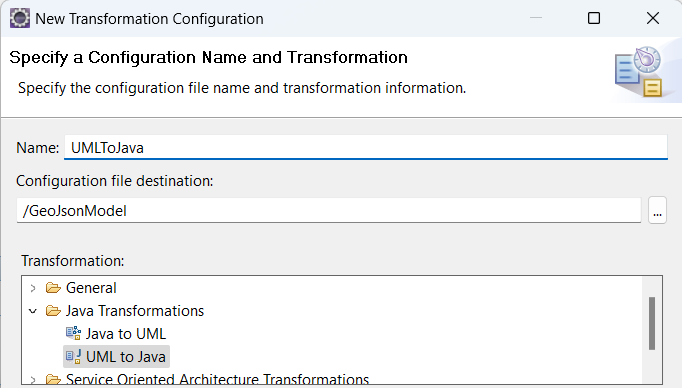 New Transformation Configuration
Specify a Configuration Name and Transformation
Specify the configuration file name and transformation information.
Name: UMLToJava
Configuration file destination:
/GeoJsonModel
...
Transformation:
General
Java Transformations
Java to UML
UML to Java
Service Oriented Architecture Transformations